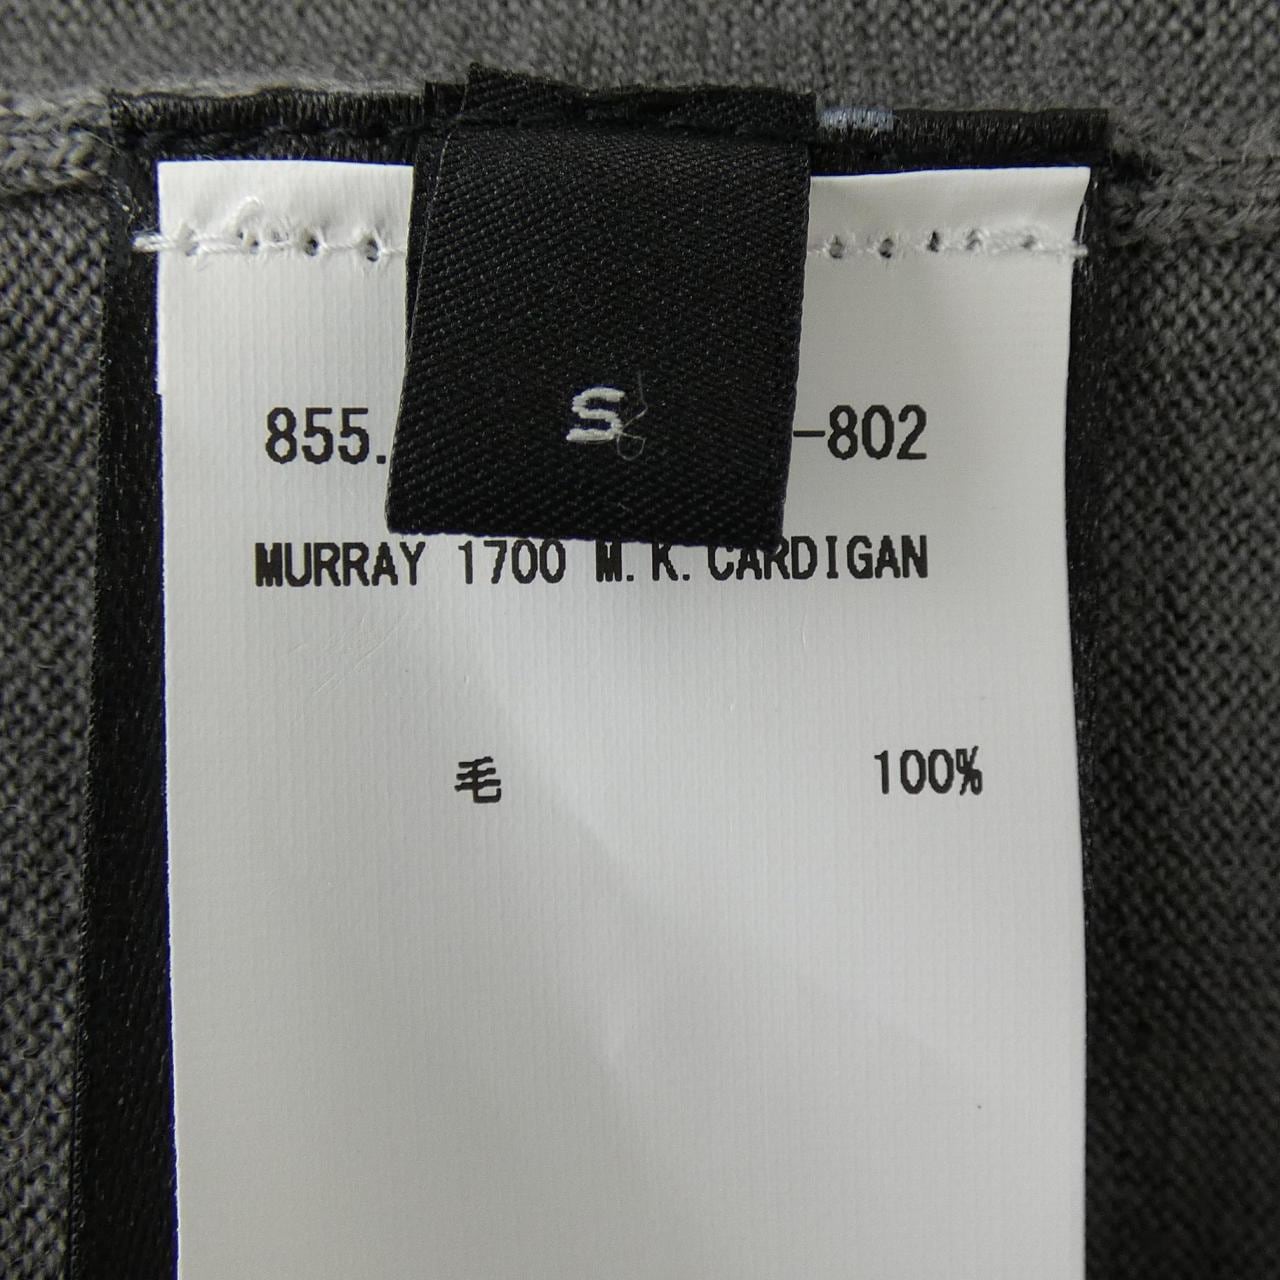 S
855. -802
MURRAY 1700 M.K.CARDIGAN
毛 100%